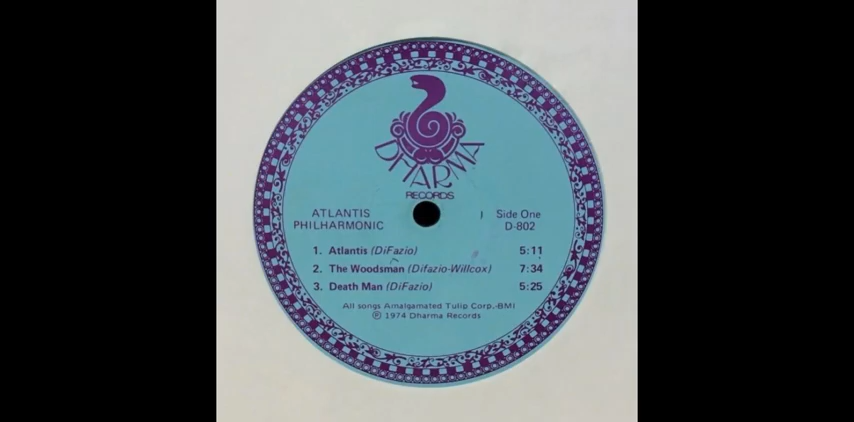 DHARMA
RECORDS
ATLANTIS Side One
PHILHARMONIC D-802
1. Atlantis (DiFazio) 5:11
2. The Woodsman (Difazio-Willcox) 7:34
3. Death Man (DiFazio) 5:25
All songs Amalgamated Tulip Corp.-BMI
℗ 1974 Dharma Records